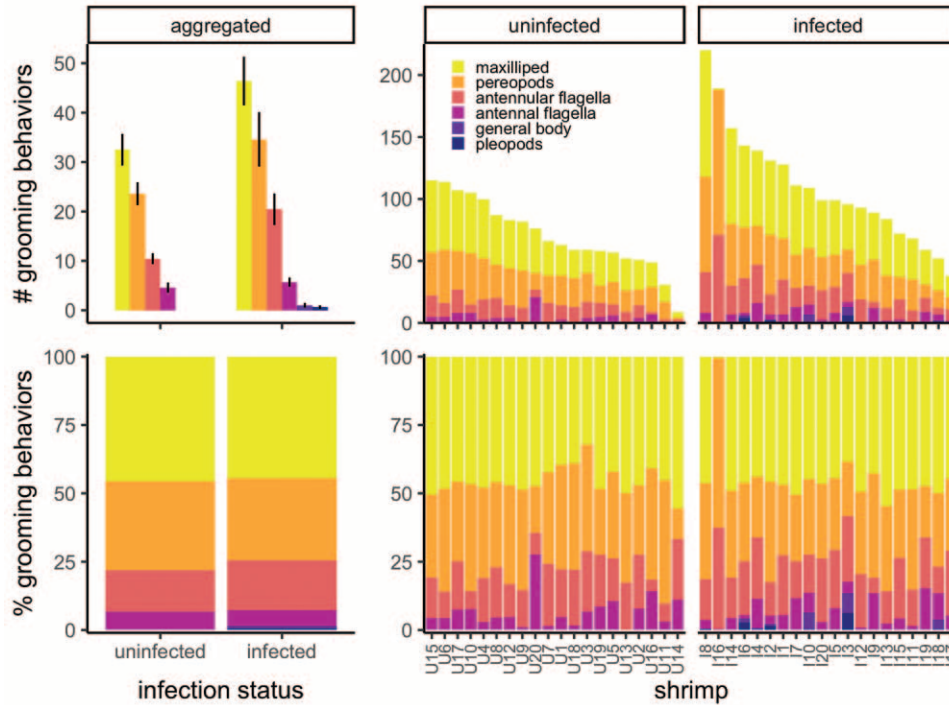 aggregated
uninfected
infected
# grooming behaviors
50
40
30
20
10
0
200
150
100
50
0
maxilliped
pereopods
antennular flagella
antennal flagella
general body
pleopods
% grooming behaviors
100
75
50
25
0
100
75
50
25
0
uninfected
infected
U15
U6
U17
U10
U4
U8
U12
U9
U20
U7
U1
U18
U3
U19
U5
U13
U2
U16
U11
U14
I8
I16
I14
I6
I4
I2
I1
I7
I10
I20
I5
I3
I12
I9
I13
I15
I11
I19
I18
infection status
shrimp